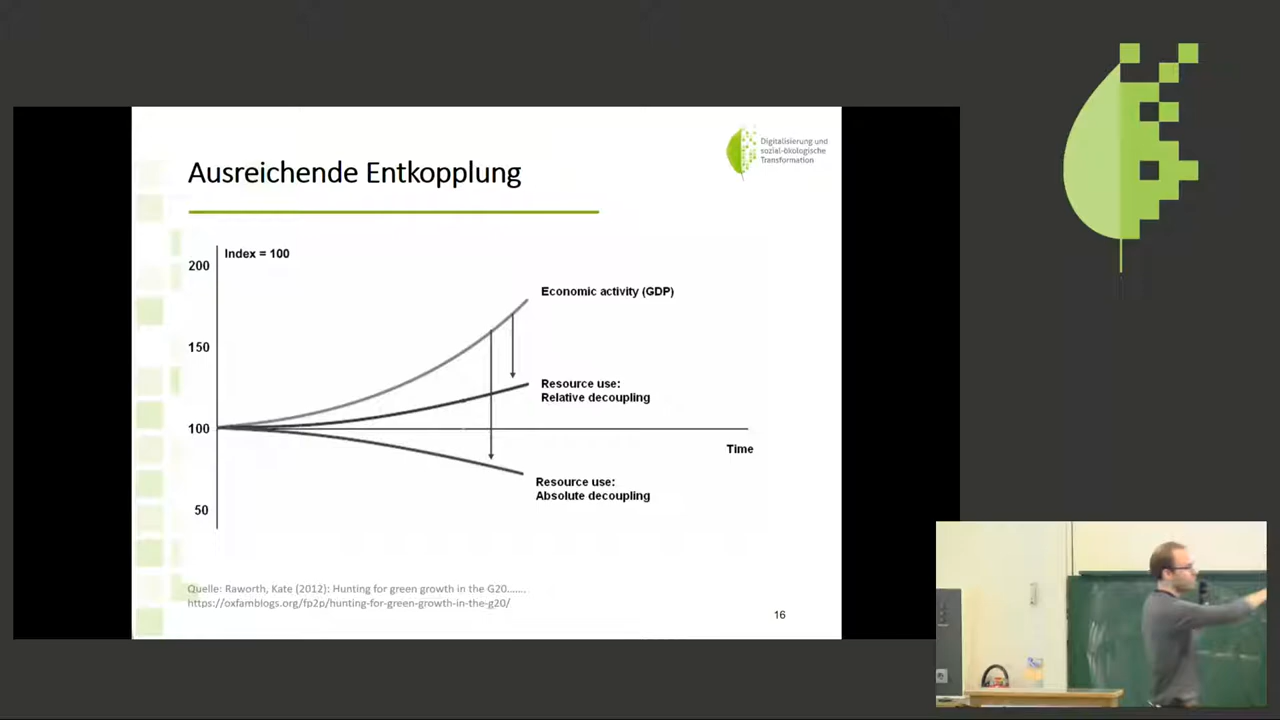 Ausreichende Entkopplung
Digitalisierung und
sozial-ökologische
Transformation
Index = 100
200
150
100
50
Economic activity (GDP)
Resource use:
Relative decoupling
Time
Resource use:
Absolute decoupling
Quelle: Raworth, Kate (2012): Hunting for green growth in the G20…….
https://oxfamblogs.org/fp2p/hunting-for-green-growth-in-the-g20/
16